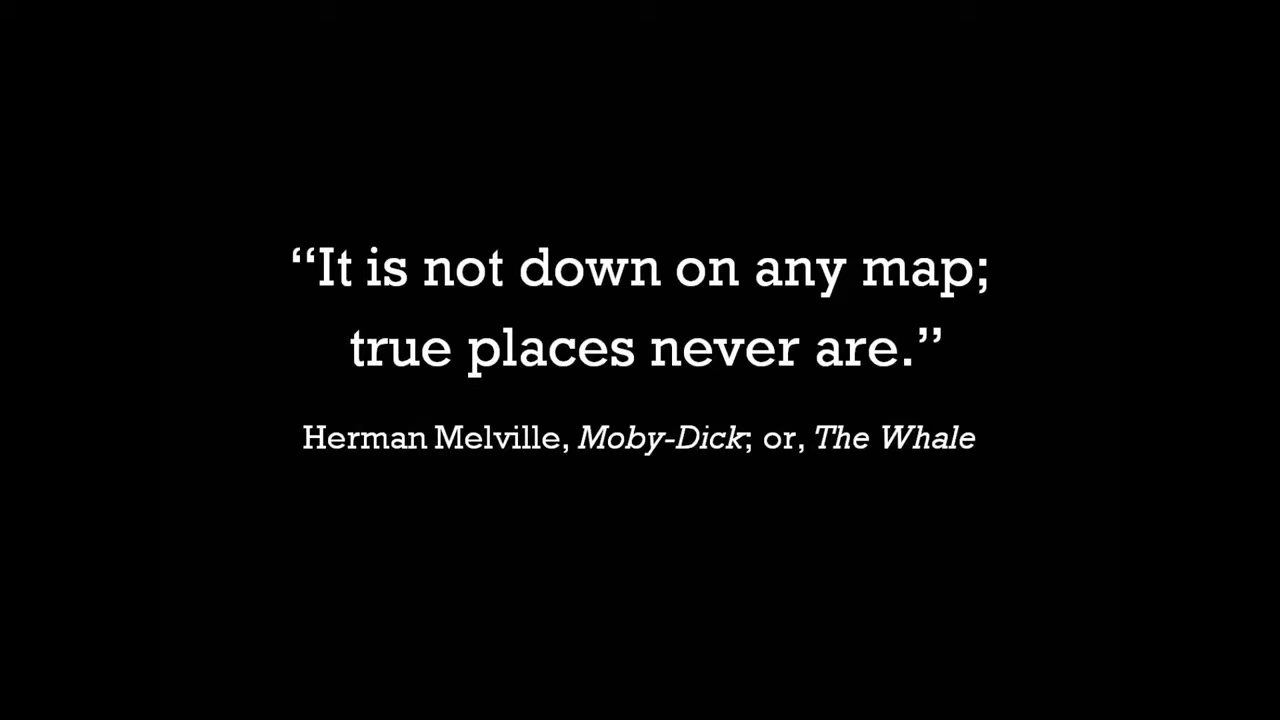 “It is not down on any map;
true places never are.”
Herman Melville, Moby-Dick; or, The Whale